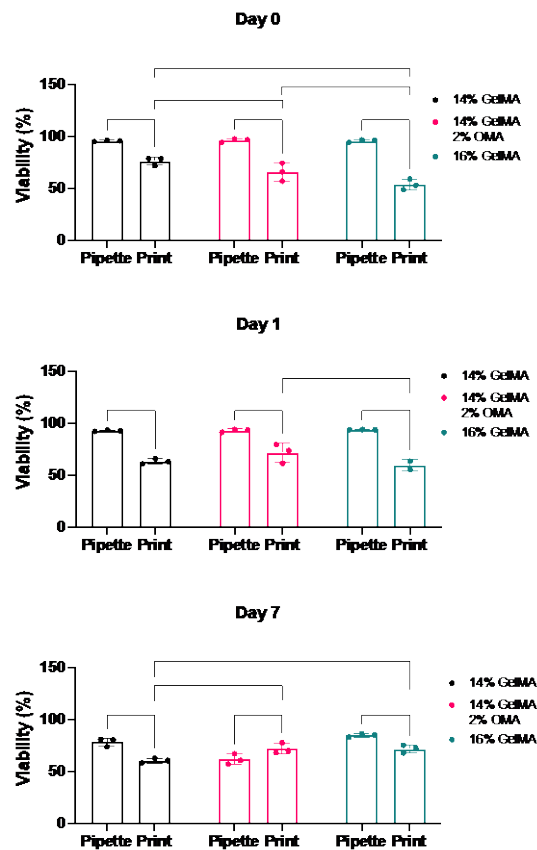 Day 0
Viability (%)
150
100
50
0
Pipette Print Pipette Print Pipette Print
14% GelMA
14% GelMA
2% OMA
16% GelMA
Day 1
Viability (%)
150
100
50
0
Pipette Print Pipette Print Pipette Print
14% GelMA
14% GelMA
2% OMA
16% GelMA
Day 7
Viability (%)
150
100
50
0
Pipette Print Pipette Print Pipette Print
14% GelMA
14% GelMA
2% OMA
16% GelMA